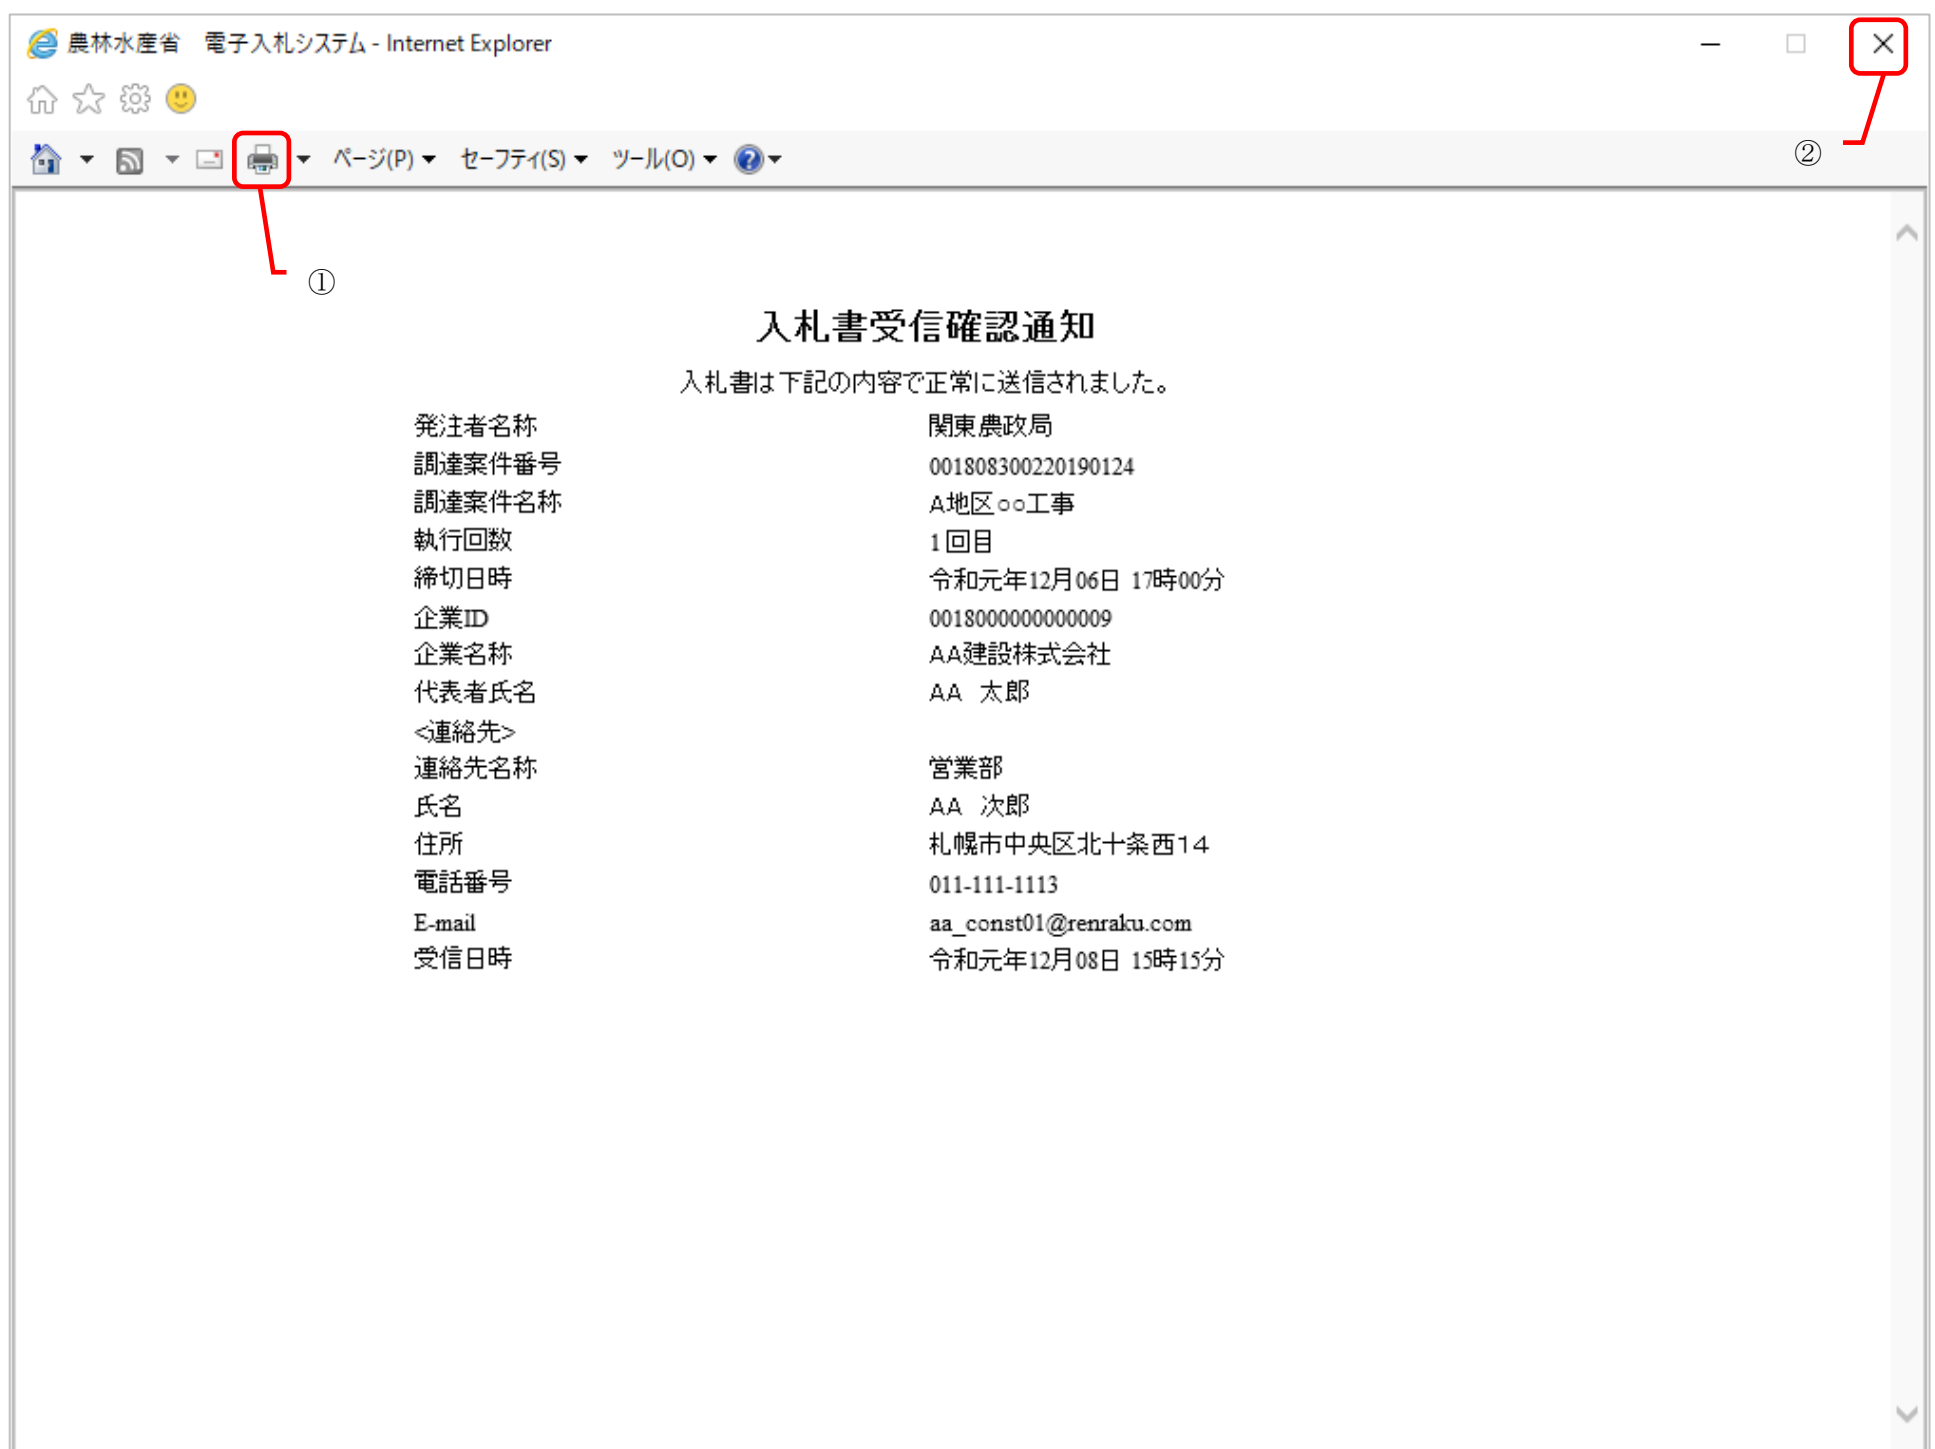 農林水産省　電子入札システム - Internet Explorer
ページ(P) セーフティ(S) ツール(O)
②
①
入札書受信確認通知
入札書は下記の内容で正常に送信されました。
発注者名称 関東農政局
調達案件番号 001808300220190124
調達案件名称 A地区○○工事
執行回数 1回目
締切日時 令和元年12月06日 17時00分
企業ID 0018000000000009
企業名称 AA建設株式会社
代表者氏名 AA　太郎
<連絡先>
連絡先名称 営業部
氏名 AA　次郎
住所 札幌市中央区北十条西14
電話番号 011-111-1113
E-mail aa_const01@renraku.com
受信日時 令和元年12月08日 15時15分